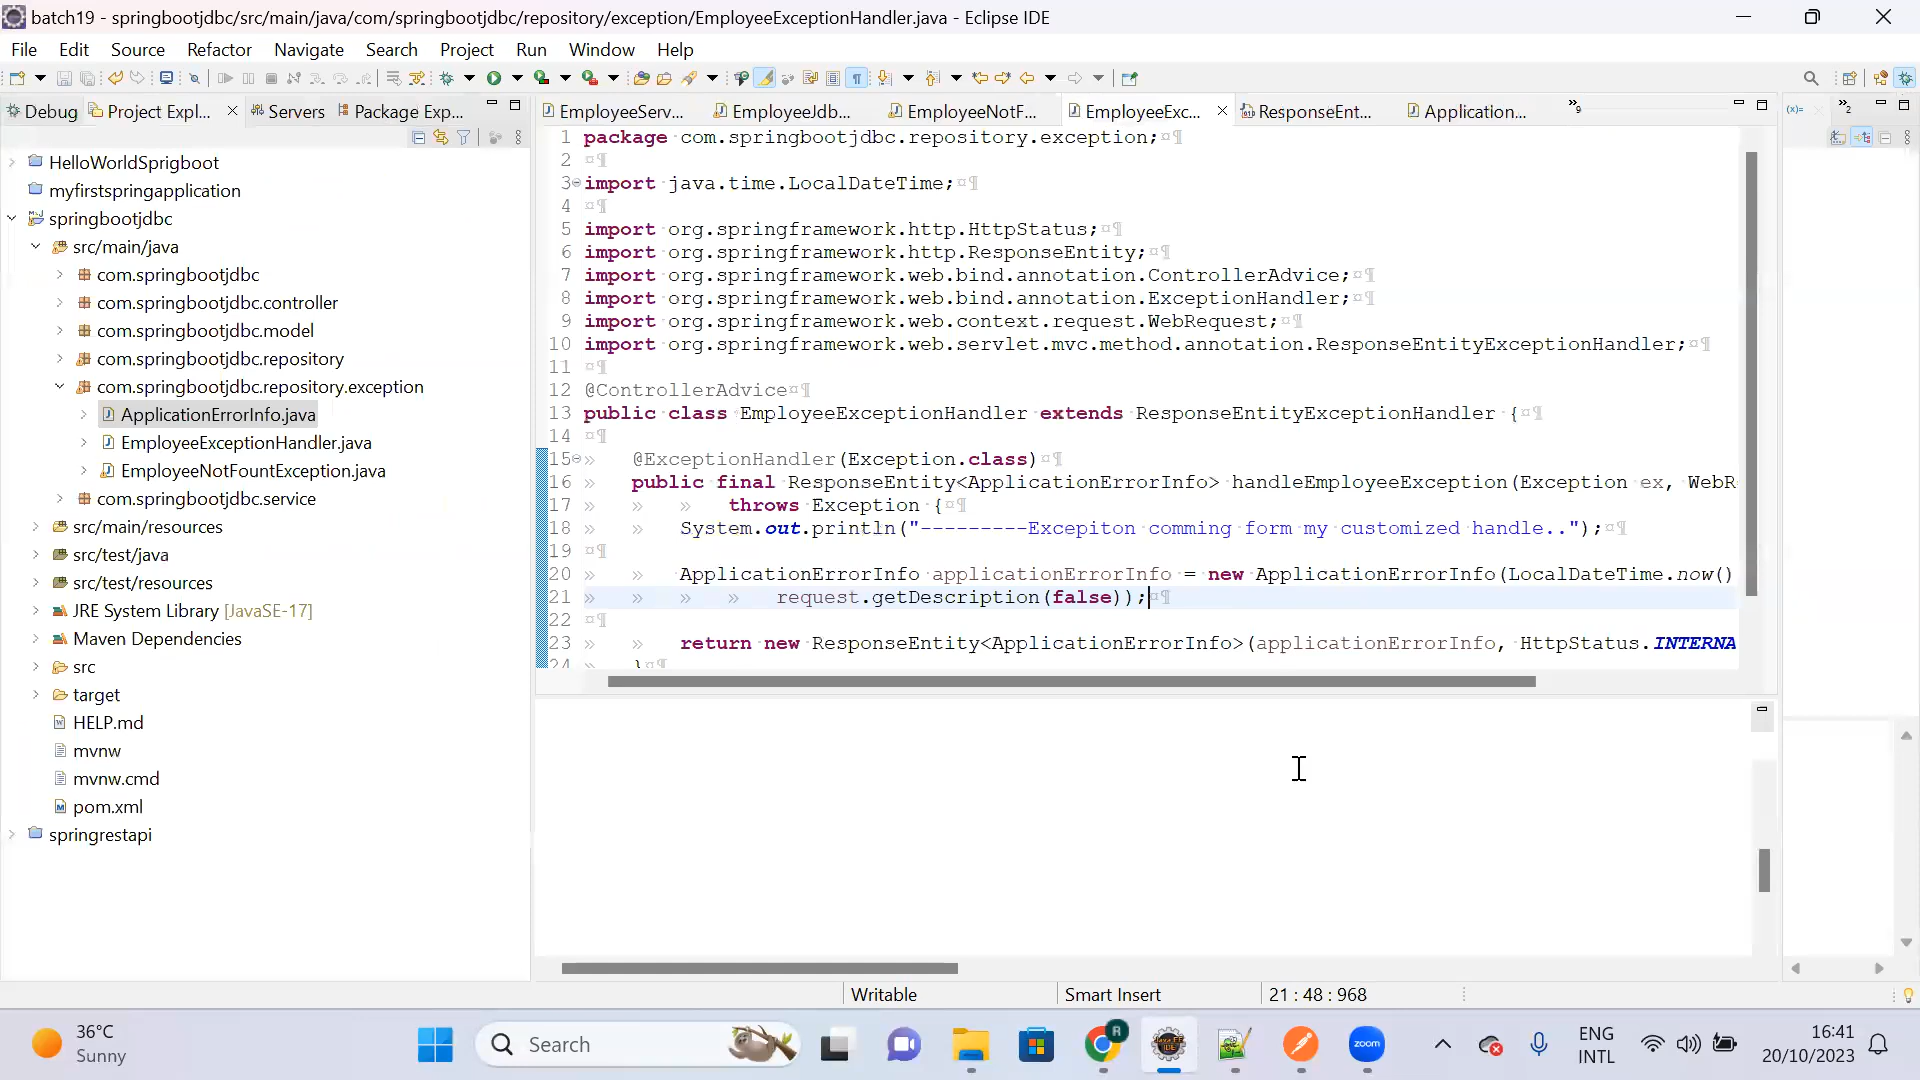 batch19 - springbootjdbc/src/main/java/com/springbootjdbc/repository/exception/EmployeeExceptionHandler.java - Eclipse IDE
File Edit Source Refactor Navigate Search Project Run Window Help
Debug Project Expl... Servers Package Exp...
EmployeeServ... EmployeeJdb... EmployeeNotF... EmployeeExc... ResponseEnt... Application... »9
(x)= »2
HelloWorldSprigboot
myfirstspringapplication
springbootjdbc
src/main/java
com.springbootjdbc
com.springbootjdbc.controller
com.springbootjdbc.model
com.springbootjdbc.repository
com.springbootjdbc.repository.exception
ApplicationErrorInfo.java
EmployeeExceptionHandler.java
EmployeeNotFountException.java
com.springbootjdbc.service
src/main/resources
src/test/java
src/test/resources
JRE System Library [JavaSE-17]
Maven Dependencies
src
target
HELP.md
mvnw
mvnw.cmd
pom.xml
springrestapi
1 package com.springbootjdbc.repository.exception;
2
3 import java.time.LocalDateTime;
4
5 import org.springframework.http.HttpStatus;
6 import org.springframework.http.ResponseEntity;
7 import org.springframework.web.bind.annotation.ControllerAdvice;
8 import org.springframework.web.bind.annotation.ExceptionHandler;
9 import org.springframework.web.context.request.WebRequest;
10 import org.springframework.web.servlet.mvc.method.annotation.ResponseEntityExceptionHandler;
11
12 @ControllerAdvice
13 public class EmployeeExceptionHandler extends ResponseEntityExceptionHandler {
14
15 @ExceptionHandler(Exception.class)
16 public final ResponseEntity<ApplicationErrorInfo> handleEmployeeException(Exception ex, WebR
17 throws Exception {
18 System.out.println("---------Excepiton comming form my customized handle..");
19
20 ApplicationErrorInfo applicationErrorInfo = new ApplicationErrorInfo(LocalDateTime.now()
21 request.getDescription(false));
22
23 return new ResponseEntity<ApplicationErrorInfo>(applicationErrorInfo, HttpStatus.INTERNA
24 }
Writable Smart Insert 21 : 48 : 968
36°C
Sunny
Search
R
Java EE
IDE
zoom
ENG
INTL
16:41
20/10/2023